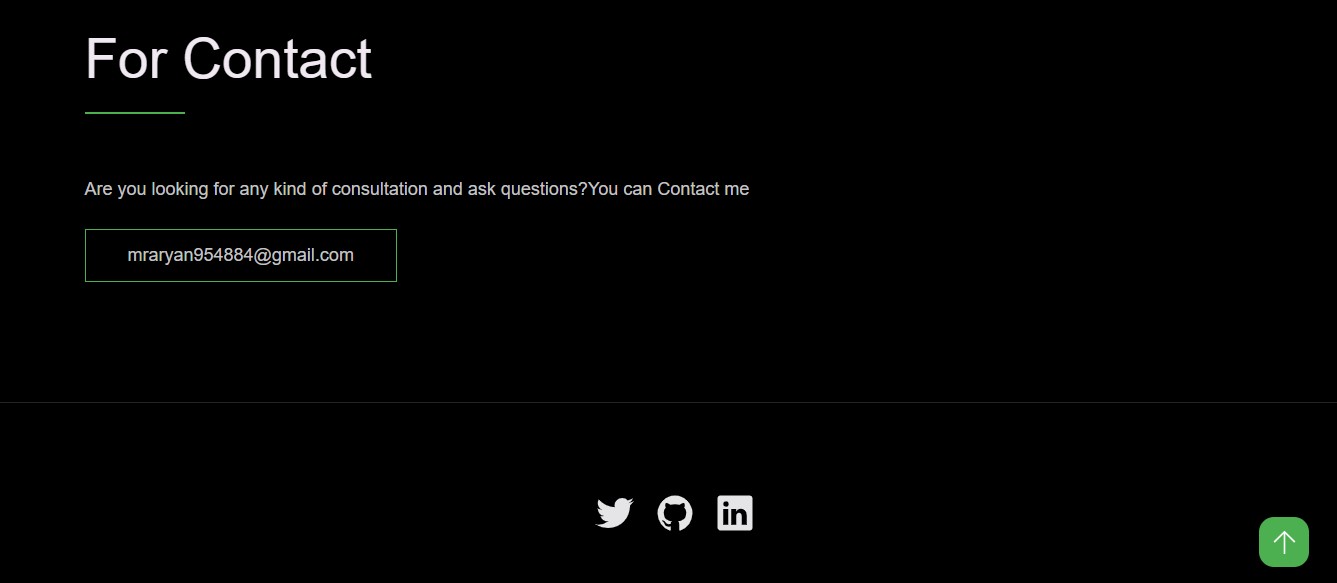 For Contact
Are you looking for any kind of consultation and ask questions?You can Contact me
mraryan954884@gmail.com
in